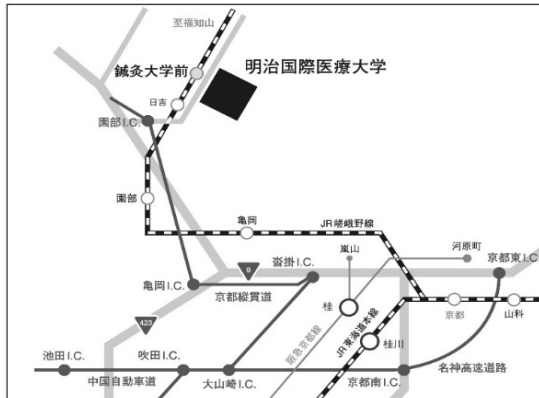 至福知山
鍼灸大学前
明治国際医療大学
日吉
園部I.C.
園部
亀岡
JR嵯峨野線
嵐山
河原町
京都東I.C.
9
沓掛I.C.
亀岡I.C.
京都縦貫道
桂
京都
山科
423
阪急京都線
JR東海道本線
桂川
池田I.C.
吹田I.C.
名神高速道路
中国自動車道
大山崎I.C.
京都南I.C.